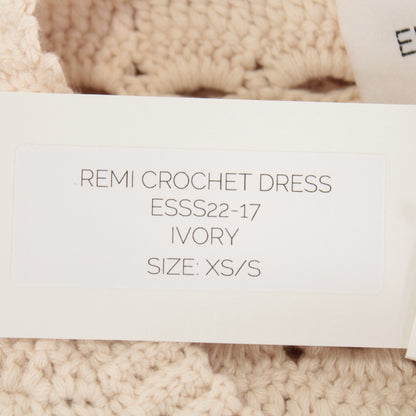 REMI CROCHET DRESS
ESSS22-17
IVORY
SIZE: XS/S